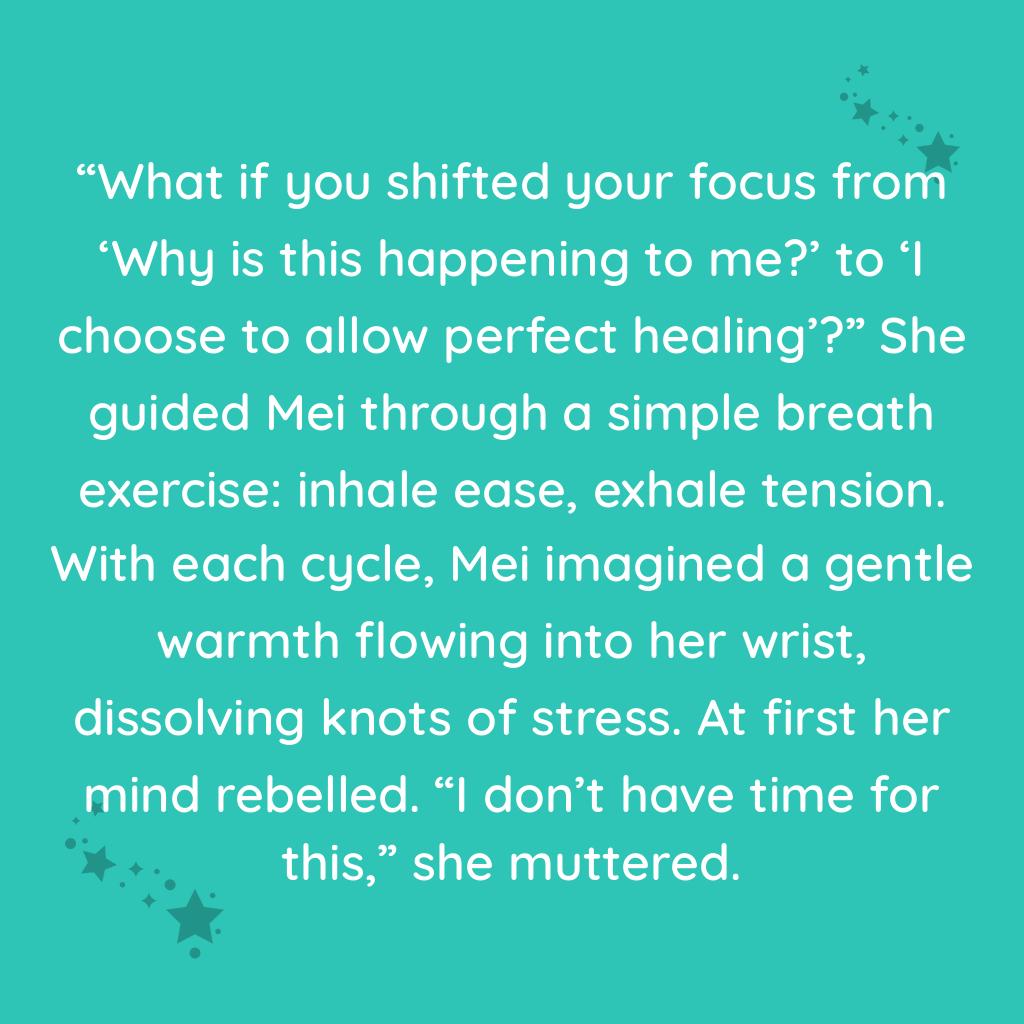 “What if you shifted your focus from
‘Why is this happening to me?’ to ‘I
choose to allow perfect healing’?” She
guided Mei through a simple breath
exercise: inhale ease, exhale tension.
With each cycle, Mei imagined a gentle
warmth flowing into her wrist,
dissolving knots of stress. At first her
mind rebelled. “I don’t have time for
this,” she muttered.